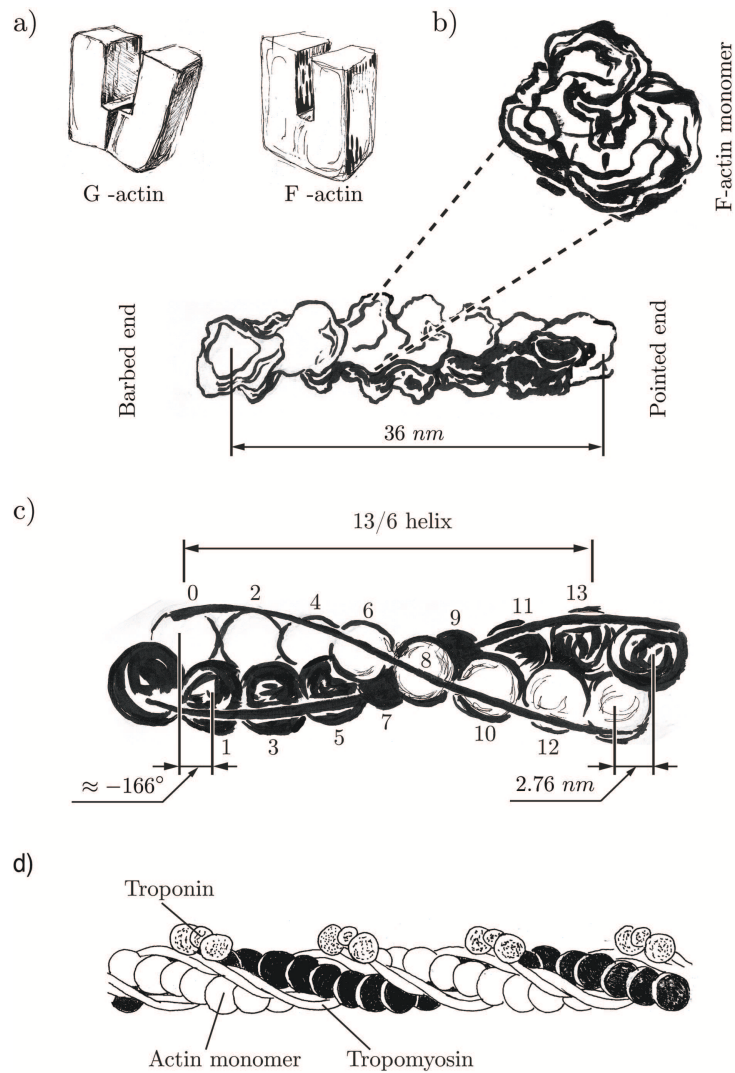 a)
b)
G -actin
F -actin
F-actin monomer
Barbed end
Pointed end
36 nm
c)
13/6 helix
0 2 4 6 8 9 11 13
1 3 5 7 10 12
≈ −166°
2.76 nm
d)
Troponin
Actin monomer
Tropomyosin